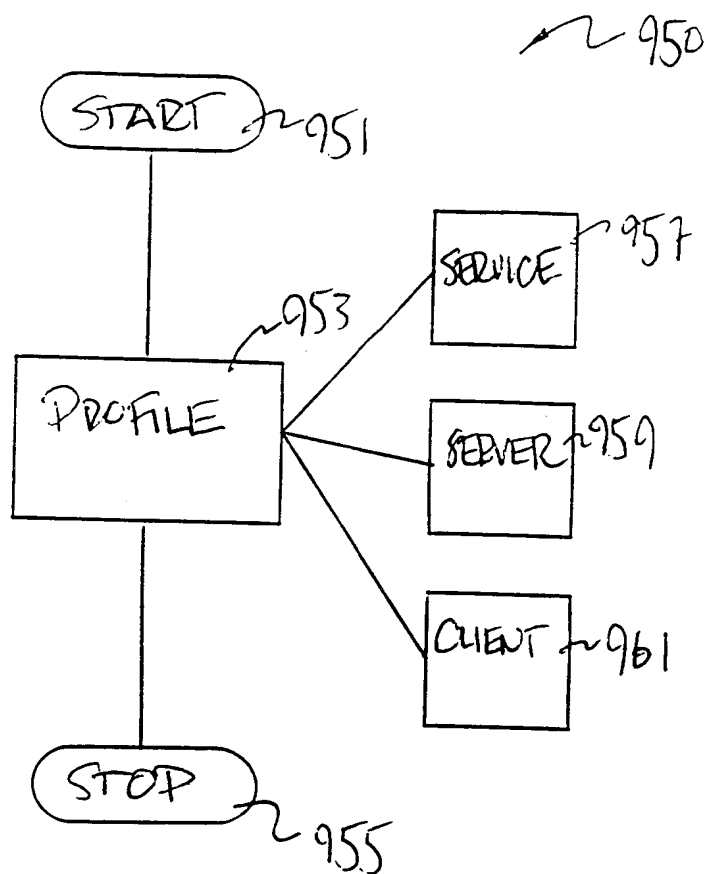 950
START
951
SERVICE
957
953
PROFILE
SERVER
959
CLIENT
961
STOP
955